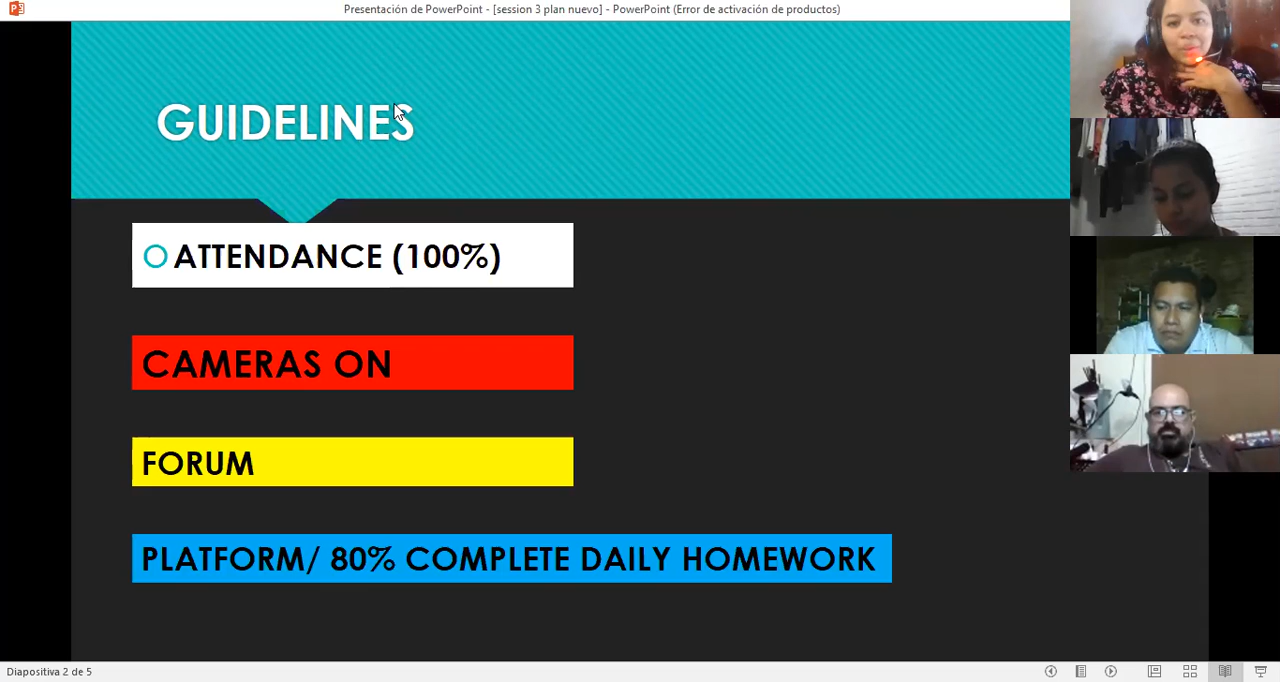 Presentación de PowerPoint - [session 3 plan nuevo] - PowerPoint (Error de activación de productos)
GUIDELINES
ATTENDANCE (100%)
CAMERAS ON
FORUM
PLATFORM/ 80% COMPLETE DAILY HOMEWORK
Diapositiva 2 de 5